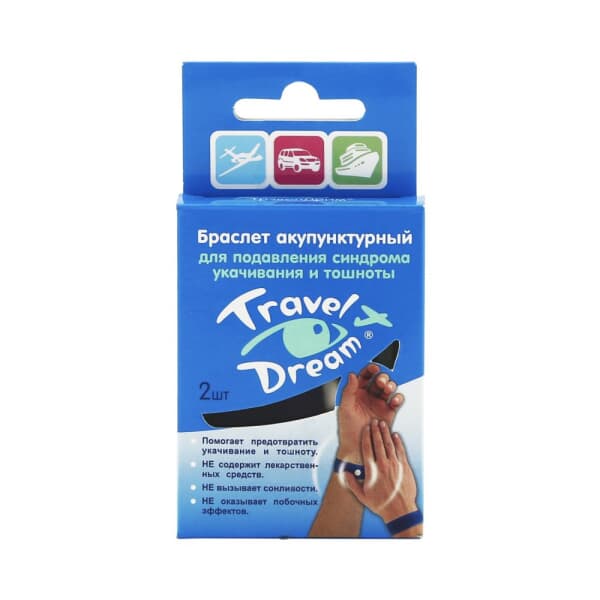 Браслет акупунктурный
для подавления синдрома
укачивания и тошноты
Travel
Dream®
2шт
Помогает предотвратить
укачивание и тошноту.
НЕ содержит лекарствен-
ных средств.
НЕ вызывает сонливости.
НЕ оказывает побочных
эффектов.